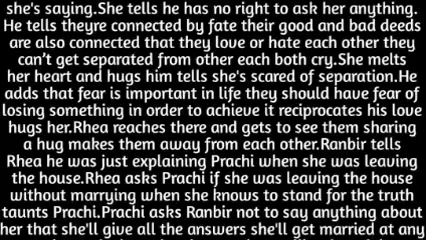 she's saying.She tells he has no right to ask her anything.
He tells theyre connected by fate their good and bad deeds
are also connected that they love or hate each other they
can't get separated from other each both cry.She melts
her heart and hugs him tells she's scared of separation.He
adds that fear is important in life they should have fear of
losing something in order to achieve it reciprocates his love
hugs her.Rhea reaches there and gets to see them sharing
a hug makes them away from each other.Ranbir tells
Rhea he was just explaining Prachi when she was leaving
the house.Rhea asks Prachi if she was leaving the house
without marrying when she knows to stand for the truth
taunts Prachi.Prachi asks Ranbir not to say anything about
her that she'll give all the answers she'll get married at any